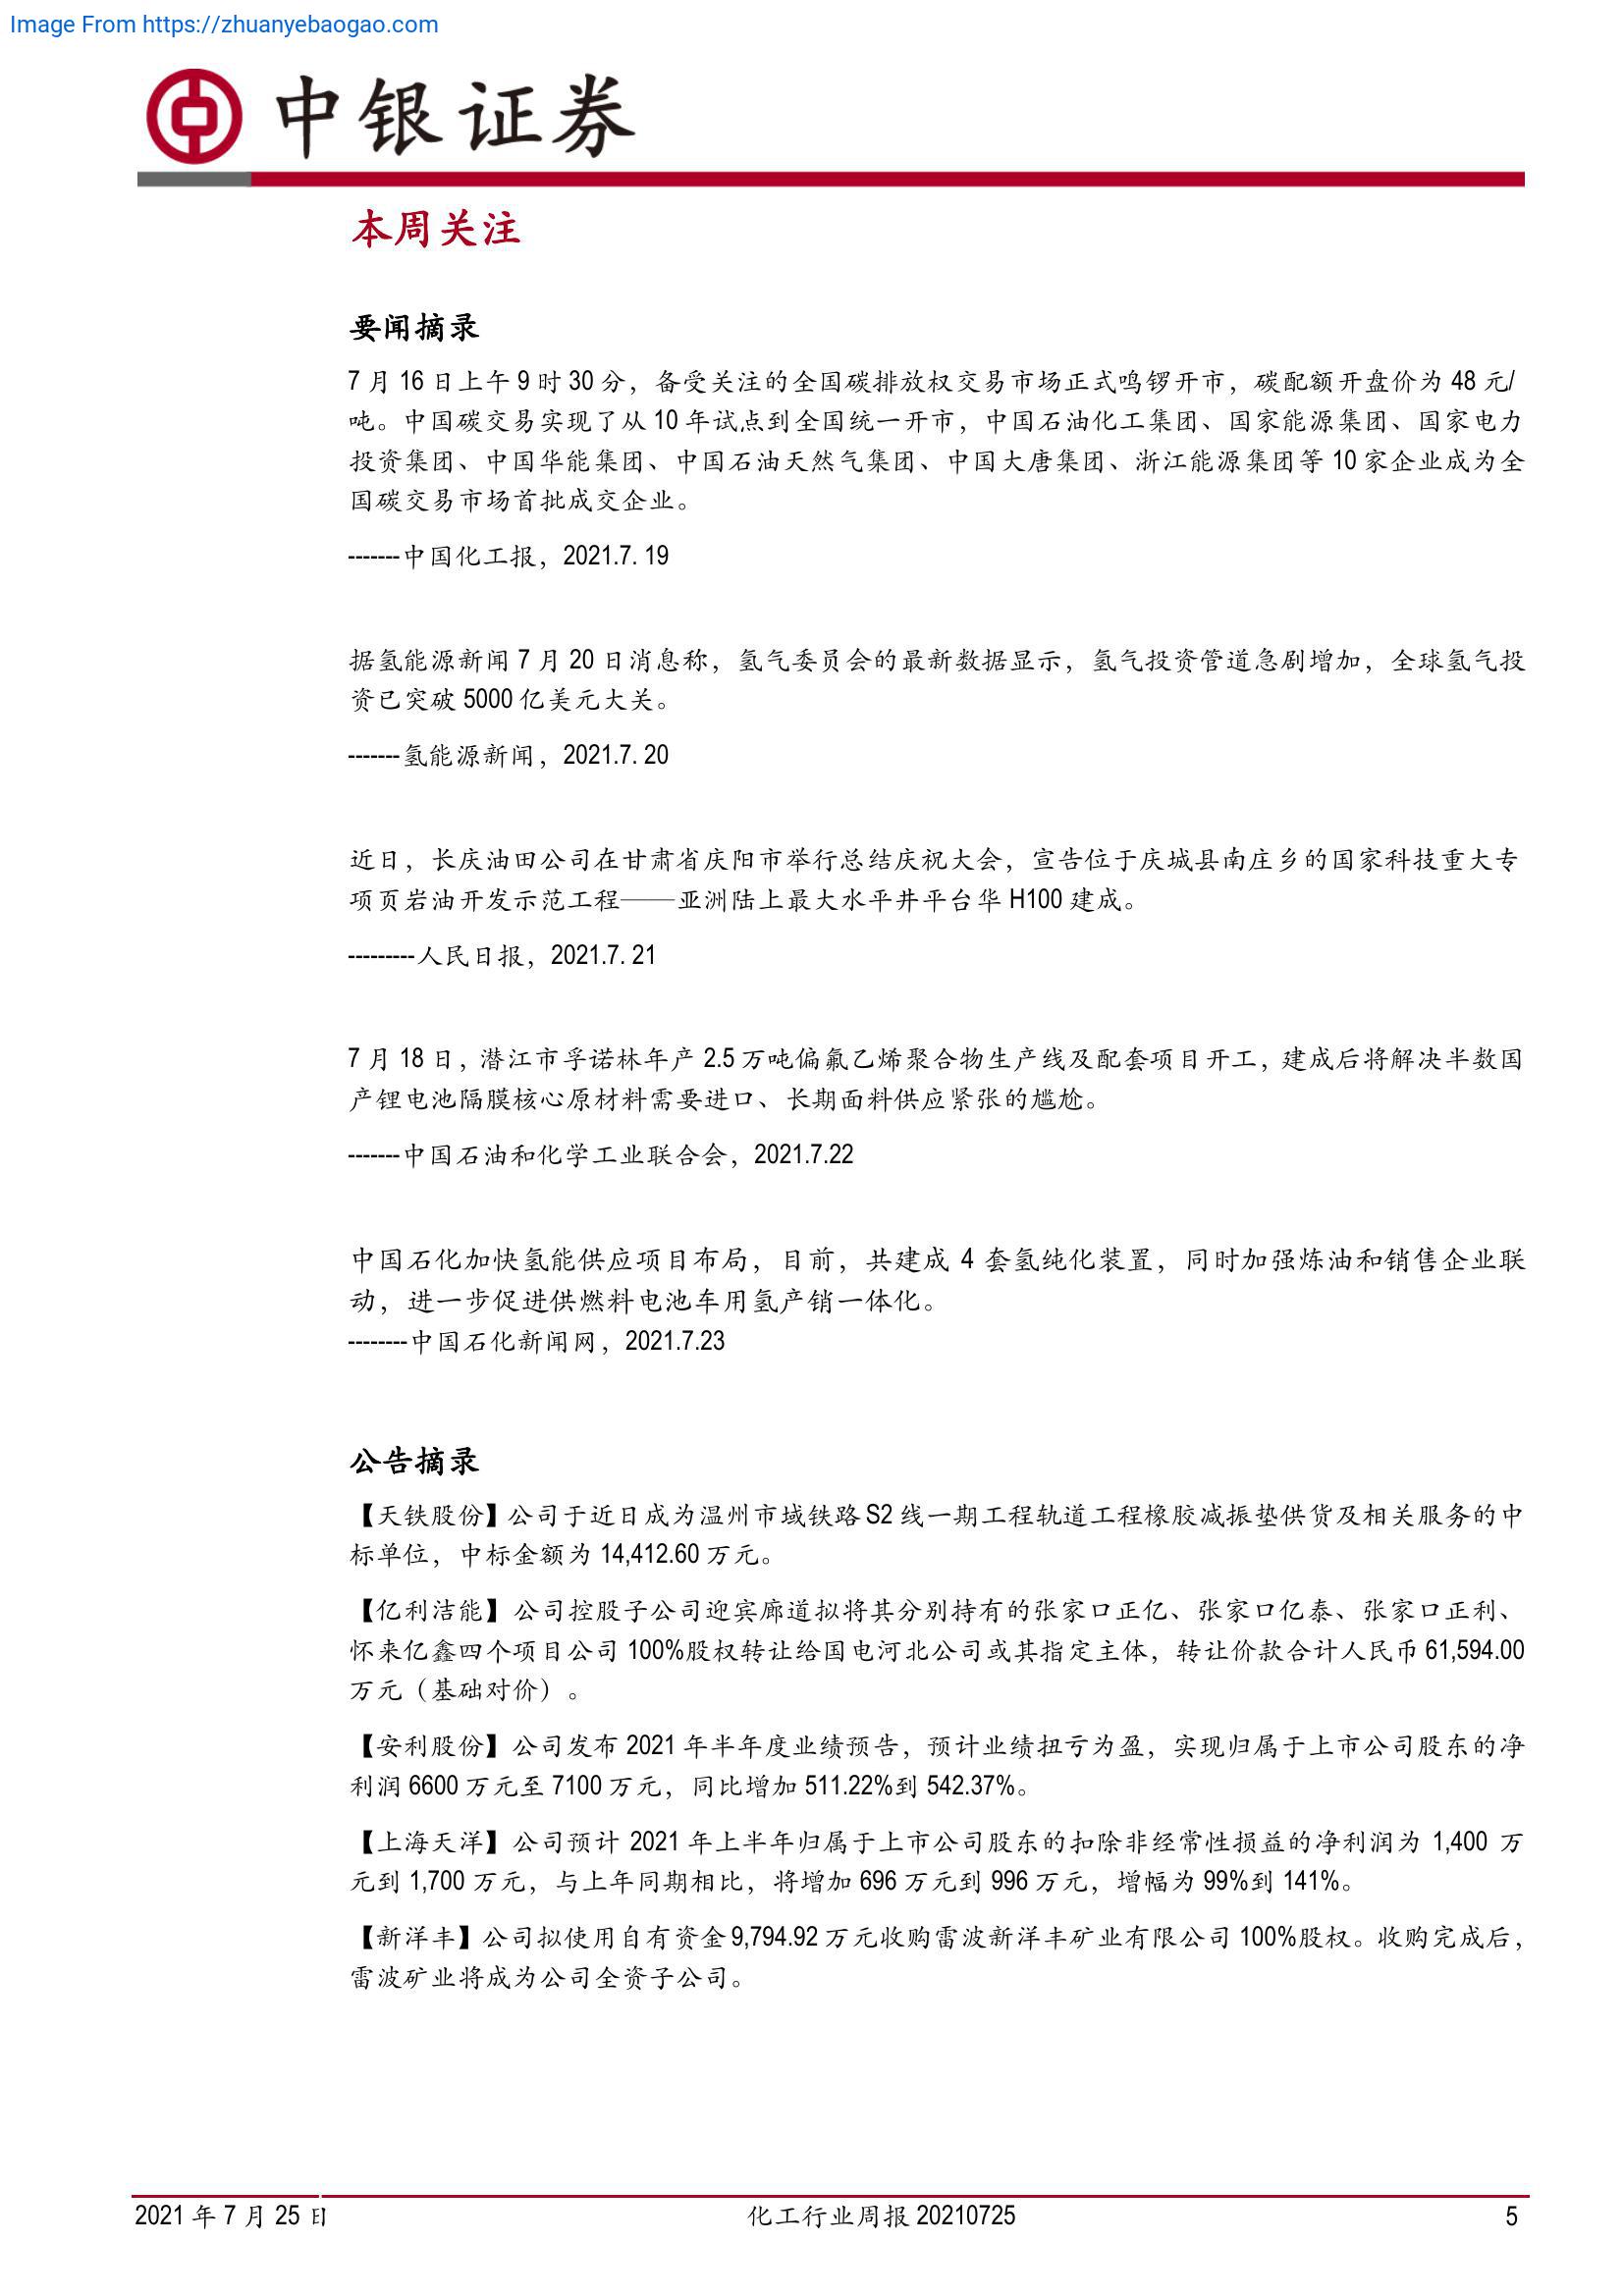 Image From https://zhuanyebaogao.com
中银证券
本周关注
要闻摘录
7 月 16 日上午 9 时 30 分，备受关注的全国碳排放权交易市场正式鸣锣开市，碳配额开盘价为 48 元/
吨。中国碳交易实现了从 10 年试点到全国统一开市，中国石油化工集团、国家能源集团、国家电力
投资集团、中国华能集团、中国石油天然气集团、中国大唐集团、浙江能源集团等 10 家企业成为全
国碳交易市场首批成交企业。
-------中国化工报，2021.7. 19
据氢能源新闻 7 月 20 日消息称，氢气委员会的最新数据显示，氢气投资管道急剧增加，全球氢气投
资已突破 5000 亿美元大关。
-------氢能源新闻，2021.7. 20
近日，长庆油田公司在甘肃省庆阳市举行总结庆祝大会，宣告位于庆城县南庄乡的国家科技重大专
项页岩油开发示范工程——亚洲陆上最大水平井平台华 H100 建成。
---------人民日报，2021.7. 21
7 月 18 日，潜江市孚诺林年产 2.5 万吨偏氟乙烯聚合物生产线及配套项目开工，建成后将解决半数国
产锂电池隔膜核心原材料需要进口、长期面料供应紧张的尴尬。
-------中国石油和化学工业联合会，2021.7.22
中国石化加快氢能供应项目布局，目前，共建成 4 套氢纯化装置，同时加强炼油和销售企业联
动，进一步促进供燃料电池车用氢产销一体化。
--------中国石化新闻网，2021.7.23
公告摘录
【天铁股份】公司于近日成为温州市域铁路 S2 线一期工程轨道工程橡胶减振垫供货及相关服务的中
标单位，中标金额为 14,412.60 万元。
【亿利洁能】公司控股子公司迎宾廊道拟将其分别持有的张家口正亿、张家口亿泰、张家口正利、
怀来亿鑫四个项目公司 100%股权转让给国电河北公司或其指定主体，转让价款合计人民币 61,594.00
万元（基础对价）。
【安利股份】公司发布 2021 年半年度业绩预告，预计业绩扭亏为盈，实现归属于上市公司股东的净
利润 6600 万元至 7100 万元，同比增加 511.22%到 542.37%。
【上海天洋】公司预计 2021 年上半年归属于上市公司股东的扣除非经常性损益的净利润为 1,400 万
元到 1,700 万元，与上年同期相比，将增加 696 万元到 996 万元，增幅为 99%到 141%。
【新洋丰】公司拟使用自有资金 9,794.92 万元收购雷波新洋丰矿业有限公司 100%股权。收购完成后，
雷波矿业将成为公司全资子公司。
2021 年 7 月 25 日 化工行业周报 20210725 5